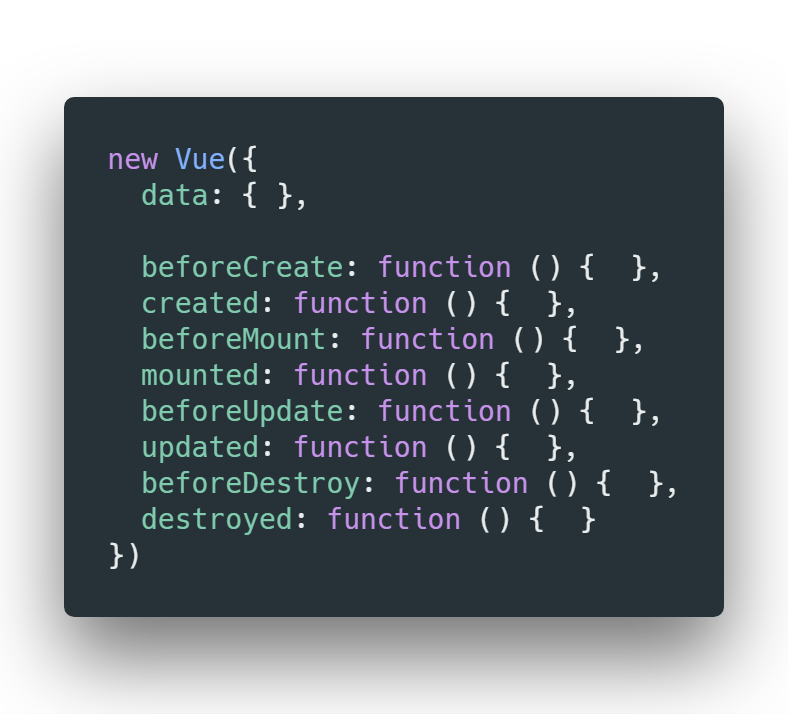 new Vue({
  data: { },

  beforeCreate: function () {  },
  created: function () {  },
  beforeMount: function () {  },
  mounted: function () {  },
  beforeUpdate: function () {  },
  updated: function () {  },
  beforeDestroy: function () {  },
  destroyed: function () {  }
})